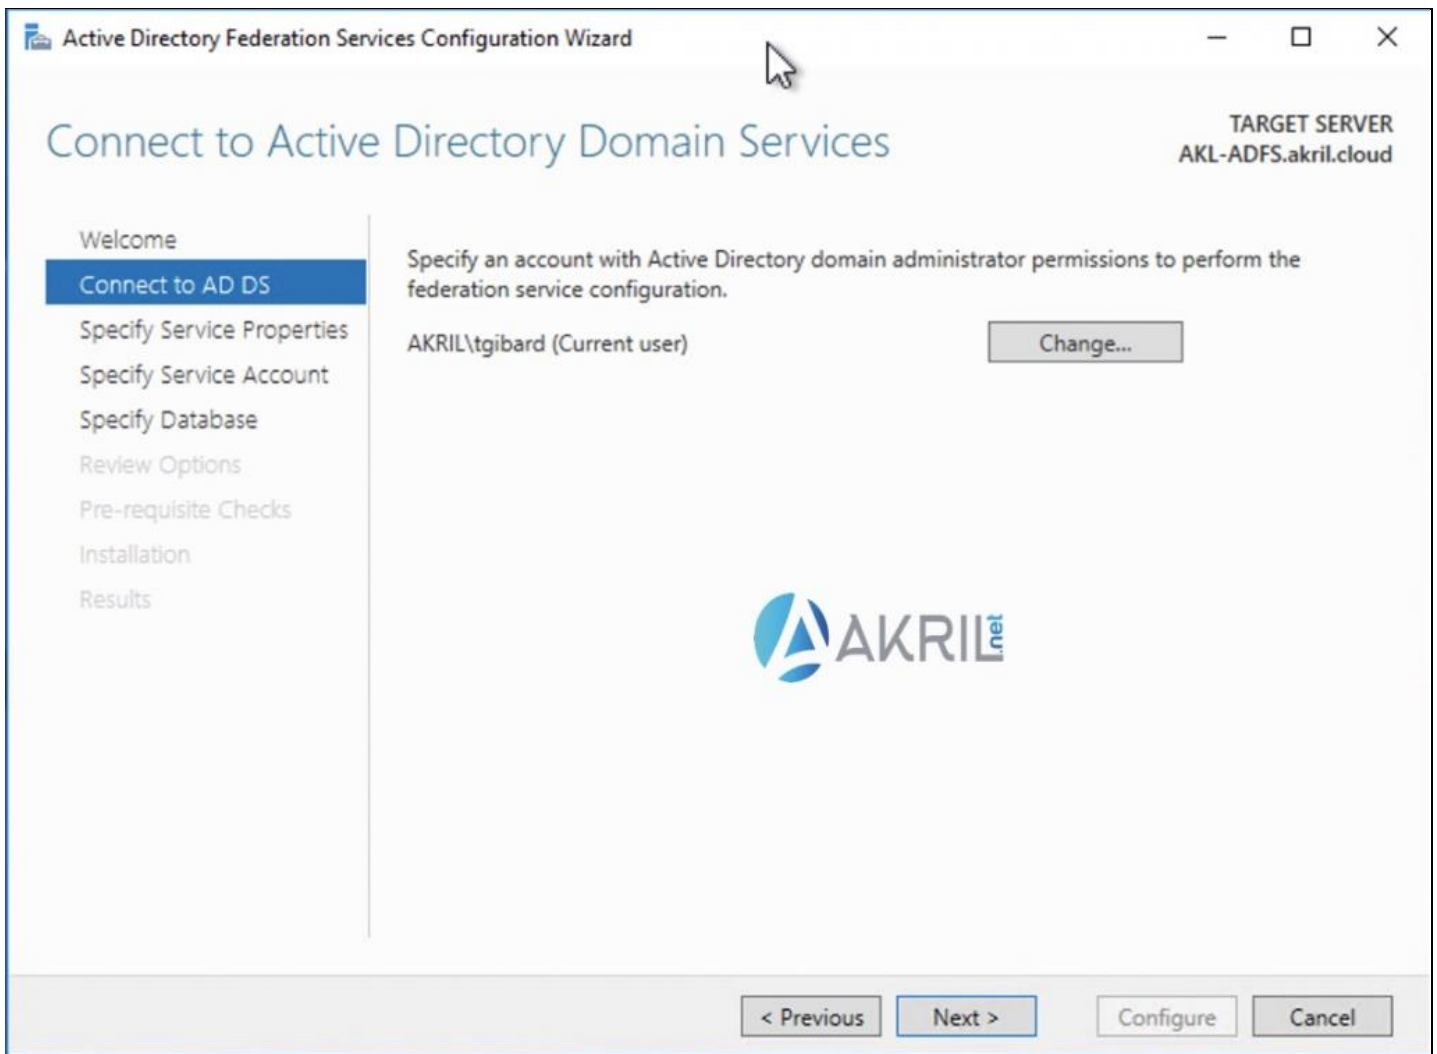 Active Directory Federation Services Configuration Wizard
Connect to Active Directory Domain Services
TARGET SERVER
AKL-ADFS.akril.cloud
Welcome
Connect to AD DS
Specify Service Properties
Specify Service Account
Specify Database
Review Options
Pre-requisite Checks
Installation
Results
Specify an account with Active Directory domain administrator permissions to perform the
federation service configuration.
AKRIL\tgibard (Current user)
Change...
AKRIL.net
< Previous
Next >
Configure
Cancel